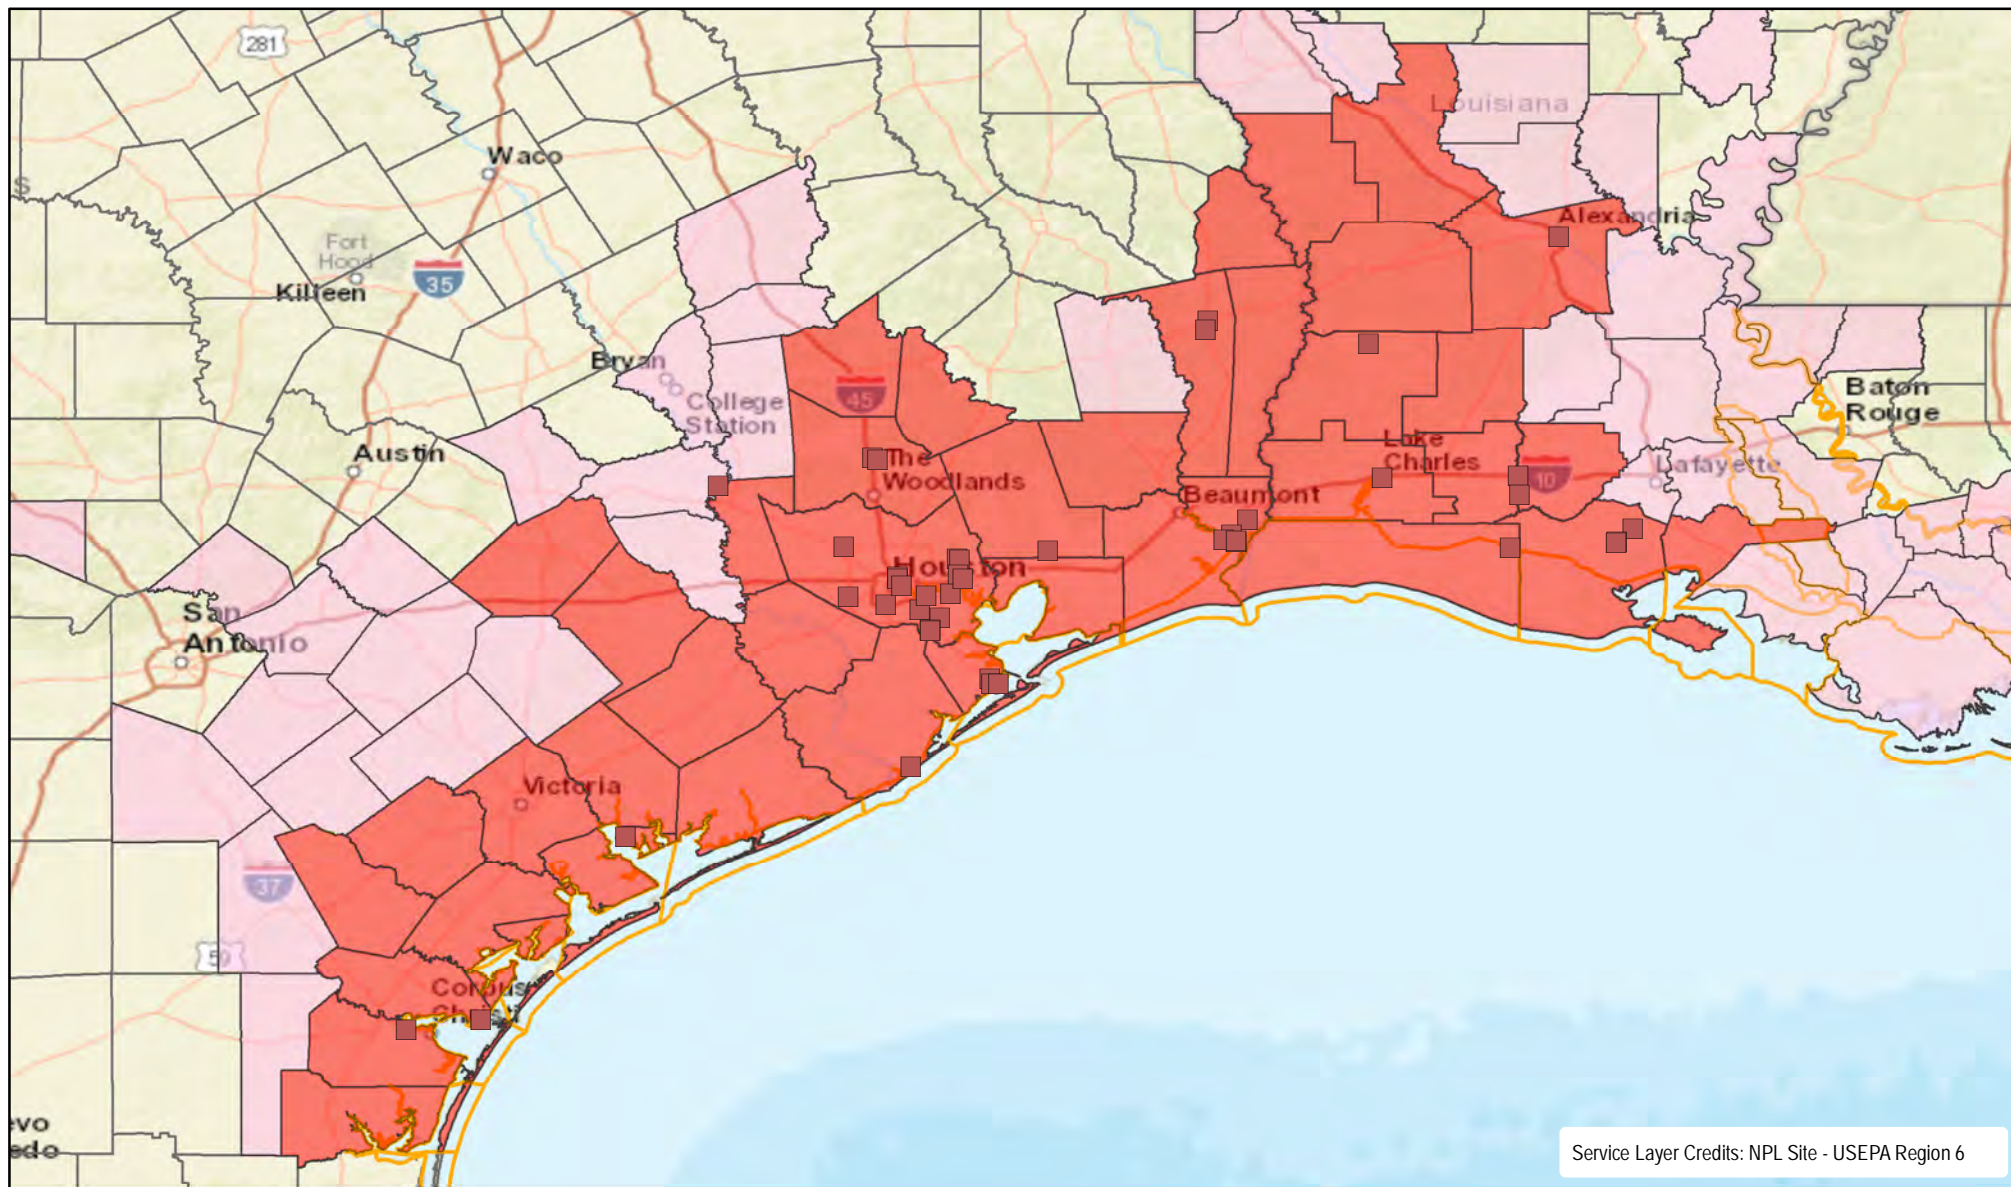 281
Louisiana
Waco
S
Alexandria
Fort
Hood
35
Killeen
Bryan
45
College
Station
Baton
Rouge
Austin
The
Woodlands
Lake
Charles
10
Lafayette
Beaumont
Houston
San
Antonio
Victoria
37
59
Corpus
Christi
evo
edo
Service Layer Credits: NPL Site - USEPA Region 6